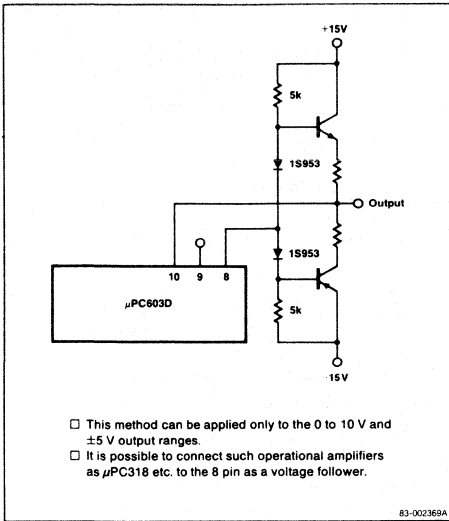 +15V
5k
1S953
Output
1S953
10 9 8
μPC603D
5k
15V
□ This method can be applied only to the 0 to 10 V and
±5 V output ranges.
□ It is possible to connect such operational amplifiers
as μPC318 etc. to the 8 pin as a voltage follower.
83-002369A